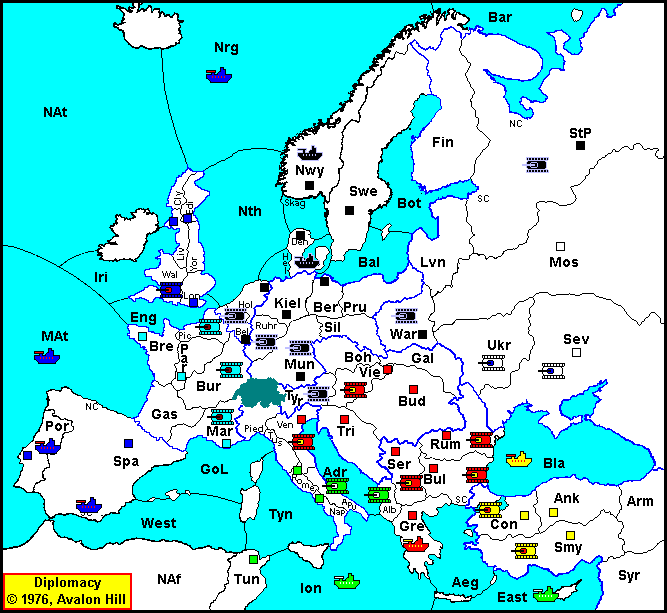 Bar
Nrg
NAt
NC
StP
Fin
Nwy
Swe
Cly
Skag
Nth
Bot
SC
Den
Mos
Lvn
Bal
Iri
Wal
Liv
Yor
Lon
Hol
Kiel
Ber
Pru
Eng
Bel
Ruhr
Sil
War
Ukr
Sev
MAt
Bre
Pic
Par
Mun
Boh
Gal
Vie
Bur
Tyr
Bud
NC
Gas
Por
Mar
Pied
Ven
Tus
Tri
Rum
Spa
GoL
Ser
Bla
Adr
Rome
Bul
SC
Ank
Arm
SC
West
Tyn
Apu
Nap
Alb
Gre
Con
Smy
NAf
Tun
Ion
Aeg
East
Syr
Diplomacy
© 1976, Avalon Hill